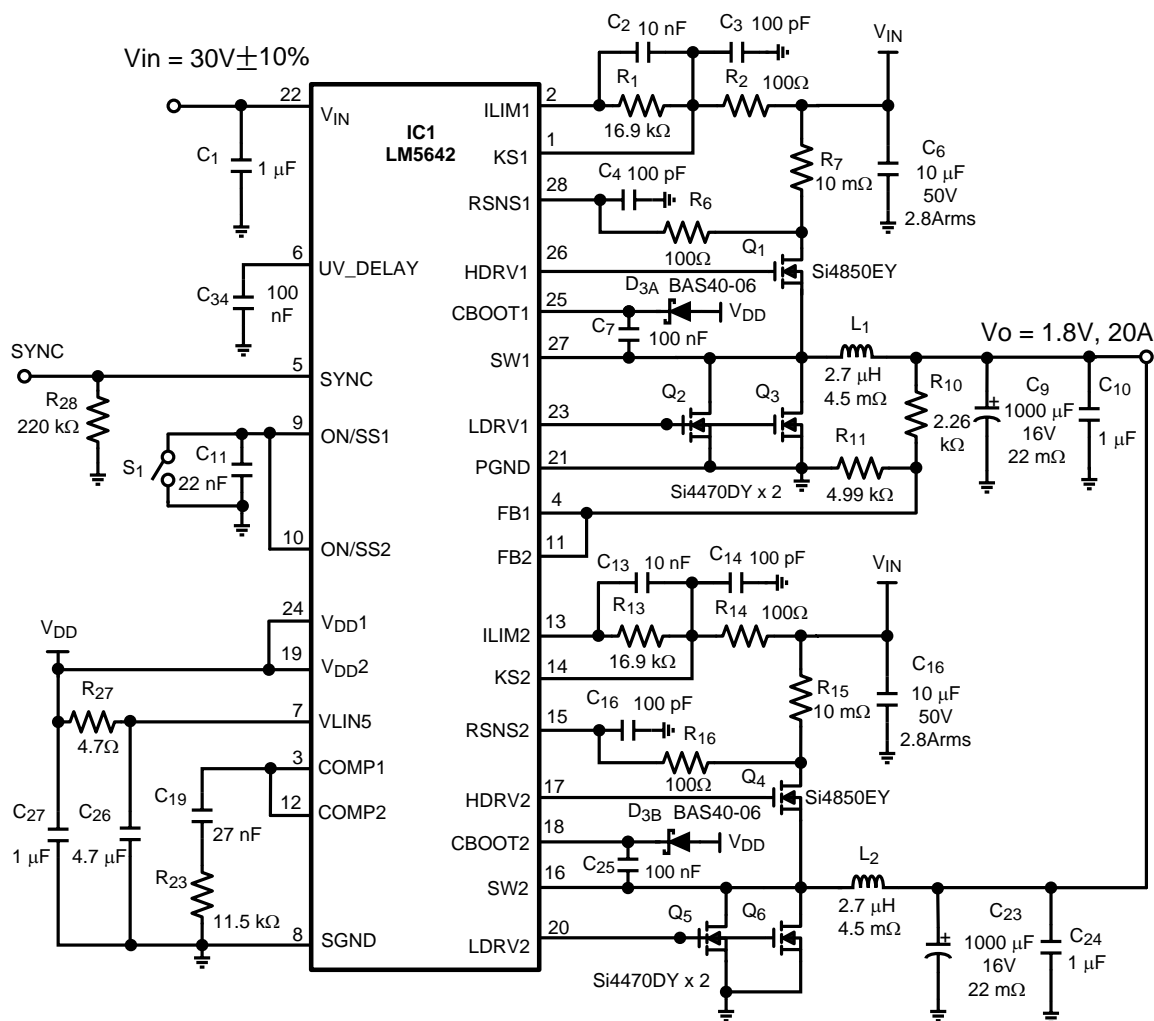 Vin = 30V±10%
IC1
LM5642
22
VIN
C1
1 μF
6
UV_DELAY
C34
100
nF
SYNC
5
SYNC
R28
220 kΩ
9
ON/SS1
S1
C11
22 nF
10
ON/SS2
24
VDD1
VDD
19
VDD2
R27
4.7Ω
7
VLIN5
3
COMP1
12
COMP2
C19
27 nF
C27
1 μF
C26
4.7 μF
R23
11.5 kΩ
8
SGND
2
ILIM1
C2 10 nF
C3 100 pF
R1
16.9 kΩ
R2
100Ω
VIN
1
KS1
R7
10 mΩ
C6
10 μF
50V
2.8Arms
28
RSNS1
C4 100 pF
R6
100Ω
26
HDRV1
Q1
Si4850EY
25
CBOOT1
D3A BAS40-06
VDD
C7
100 nF
27
SW1
L1
2.7 μH
4.5 mΩ
Vo = 1.8V, 20A
23
LDRV1
Q2
Q3
R10
2.26
kΩ
C9
1000 μF
16V
22 mΩ
+
C10
1 μF
21
PGND
Si4470DY x 2
R11
4.99 kΩ
4
FB1
11
FB2
C13 10 nF
C14 100 pF
VIN
13
ILIM2
R13
16.9 kΩ
R14
100Ω
14
KS2
R15
10 mΩ
C16
10 μF
50V
2.8Arms
15
RSNS2
C16 100 pF
R16
100Ω
17
HDRV2
Q4
Si4850EY
18
CBOOT2
D3B BAS40-06
VDD
C25
100 nF
16
SW2
L2
2.7 μH
4.5 mΩ
20
LDRV2
Q5
Q6
Si4470DY x 2
C23
1000 μF
16V
22 mΩ
+
C24
1 μF